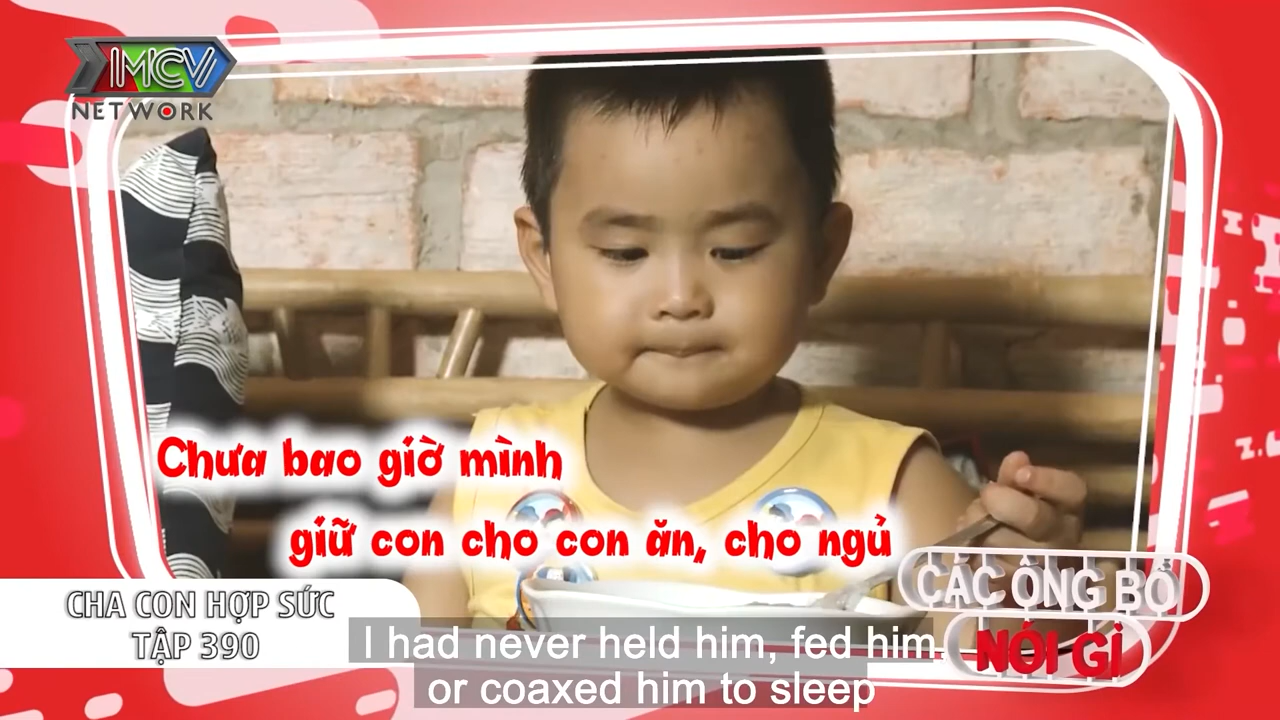 MCV
NETWORK
Chưa bao giờ mình
giữ con cho con ăn, cho ngủ
CÁC ÔNG BỐ
NÓI GÌ
CHA CON HỢP SỨC
TẬP 390
I had never held him, fed him
or coaxed him to sleep